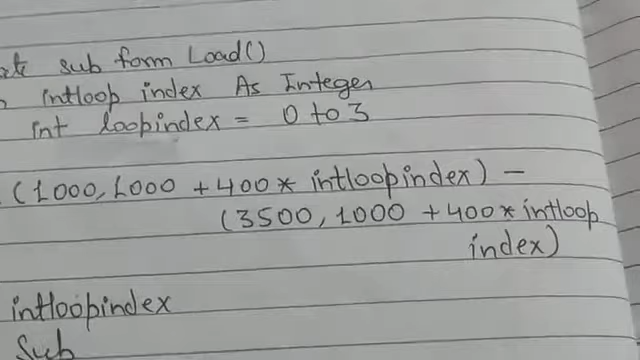 sub form Load()
intloop index As Integer
int loopindex = 0 to 3
(1000, 1000 + 400 * intloopindex) -
(3500, 1000 + 400 * intloop
index)
intloopindex
Sub